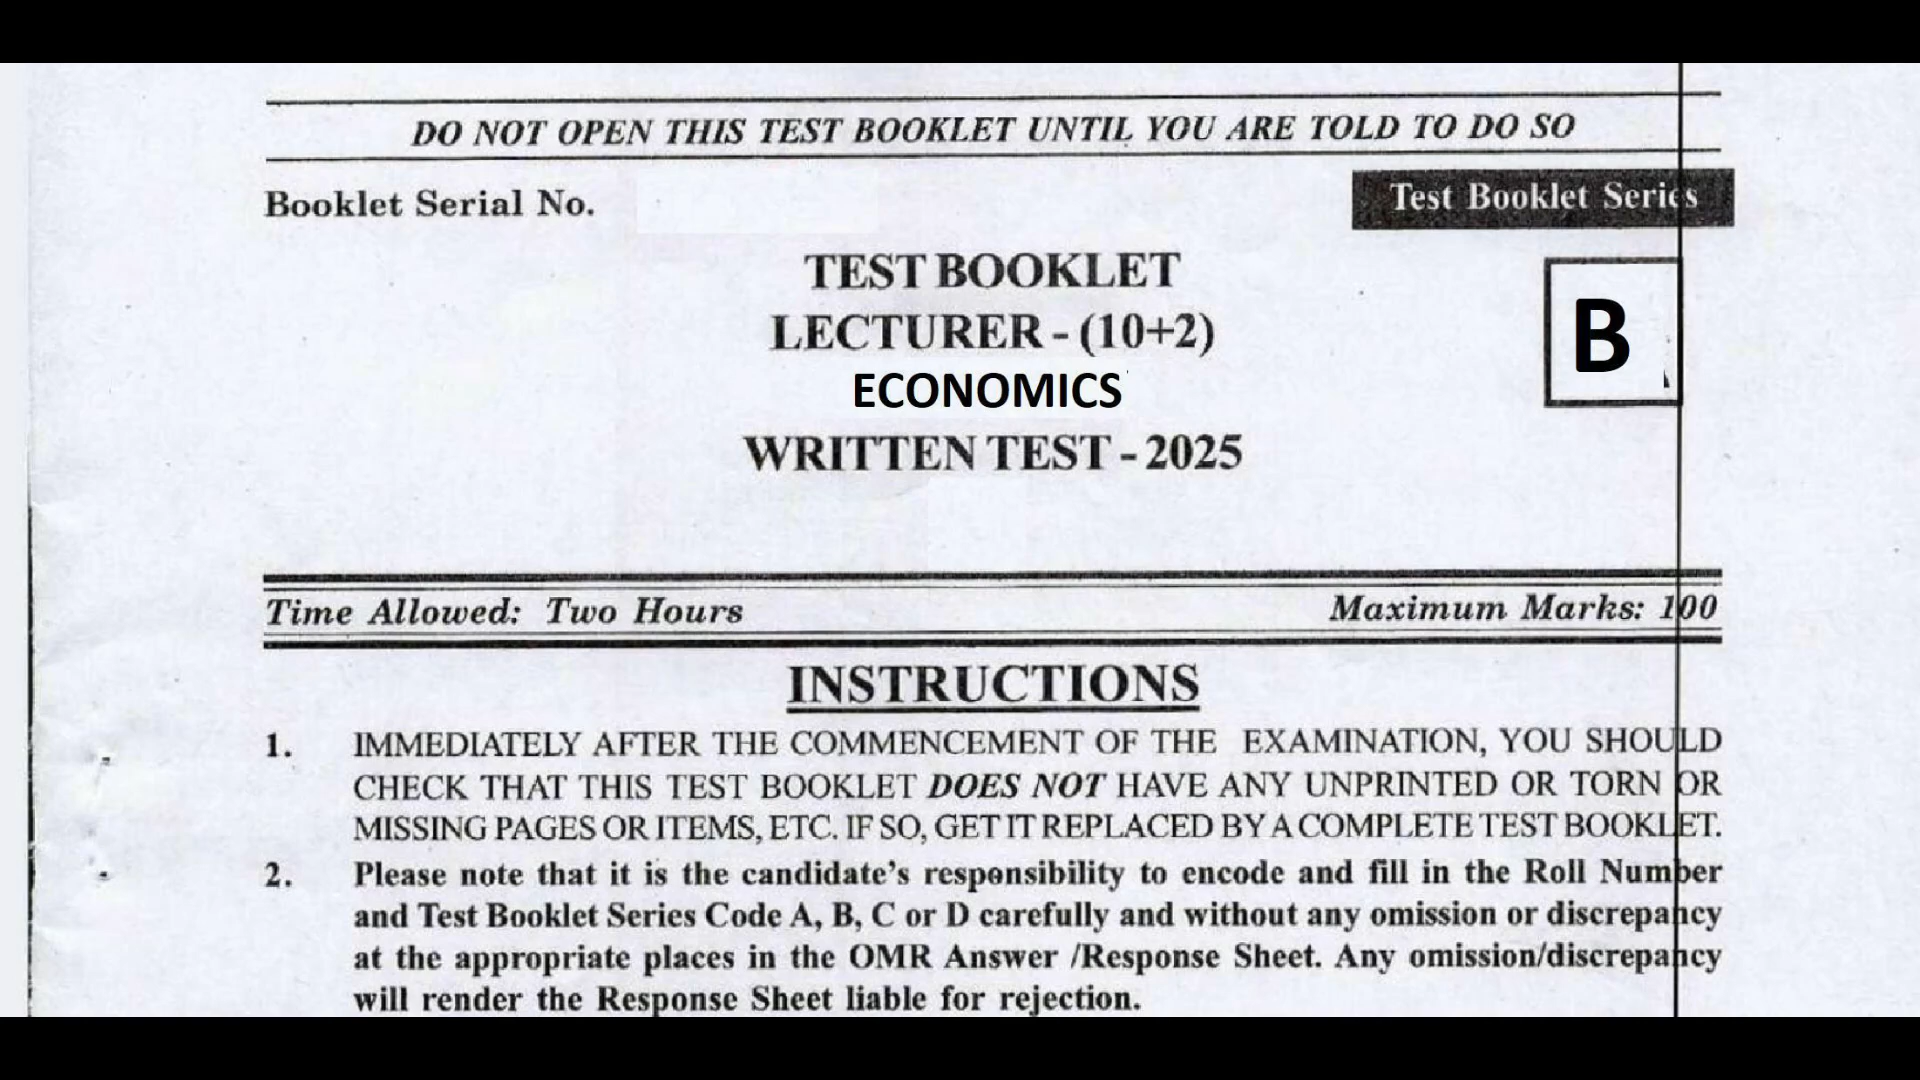 DO NOT OPEN THIS TEST BOOKLET UNTIL YOU ARE TOLD TO DO SO
Booklet Serial No.
Test Booklet Series
TEST BOOKLET
LECTURER - (10+2)
B
ECONOMICS
WRITTEN TEST - 2025
Time Allowed: Two Hours
Maximum Marks: 100
INSTRUCTIONS
1. IMMEDIATELY AFTER THE COMMENCEMENT OF THE EXAMINATION, YOU SHOULD
CHECK THAT THIS TEST BOOKLET DOES NOT HAVE ANY UNPRINTED OR TORN OR
MISSING PAGES OR ITEMS, ETC. IF SO, GET IT REPLACED BY A COMPLETE TEST BOOKLET.
2. Please note that it is the candidate's responsibility to encode and fill in the Roll Number
and Test Booklet Series Code A, B, C or D carefully and without any omission or discrepancy
at the appropriate places in the OMR Answer /Response Sheet. Any omission/discrepancy
will render the Response Sheet liable for rejection.